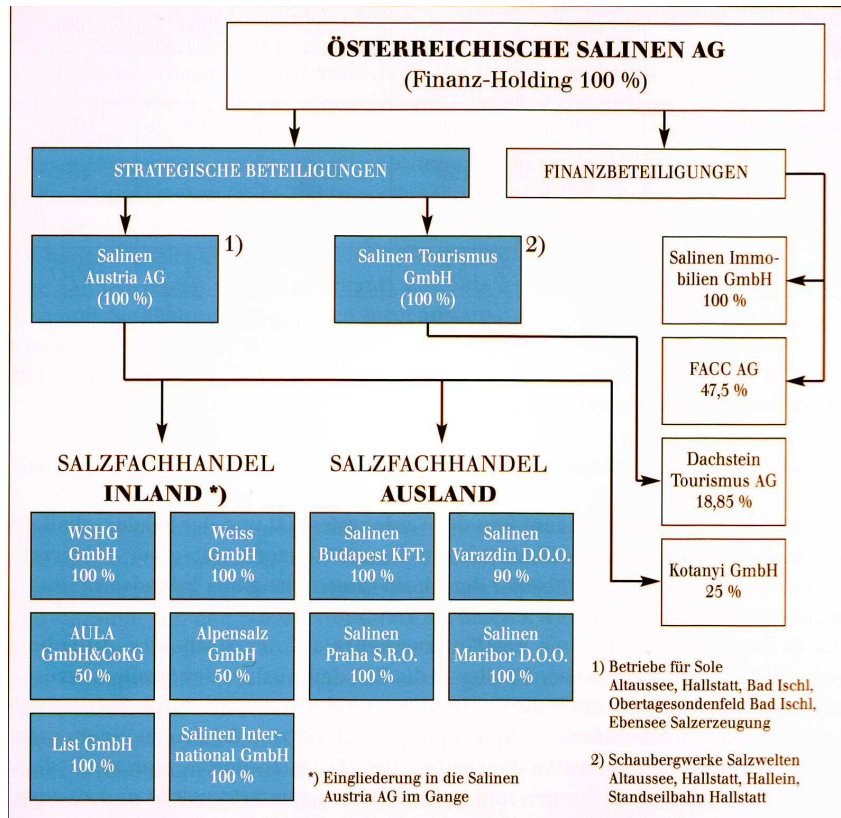 ÖSTERREICHISCHE SALINEN AG
(Finanz-Holding 100 %)
STRATEGISCHE BETEILIGUNGEN
FINANZBETEILIGUNGEN
Salinen
Austria AG
(100 %)
1)
Salinen Tourismus
GmbH
(100 %)
2)
Salinen Immo-
bilien GmbH
100 %
FACC AG
47,5 %
Dachstein
Tourismus AG
18,85 %
Kotanyi GmbH
25 %
SALZFACHHANDEL
INLAND *)
WSHG
GmbH
100 %
Weiss
GmbH
100 %
AULA
GmbH&CoKG
50 %
Alpensalz
GmbH
50 %
List GmbH
100 %
Salinen Inter-
national GmbH
100 %
SALZFACHHANDEL
AUSLAND
Salinen
Budapest KFT.
100 %
Salinen
Varazdin D.O.O.
90 %
Salinen
Praha S.R.O.
100 %
Salinen
Maribor D.O.O.
100 %
*) Eingliederung in die Salinen
Austria AG im Gange
1) Betriebe für Sole
Altaussee, Hallstatt, Bad Ischl,
Obertagesondenfeld Bad Ischl,
Ebensee Salzerzeugung
2) Schaubergwerke Salzwelten
Altaussee, Hallstatt, Hallein,
Standseilbahn Hallstatt